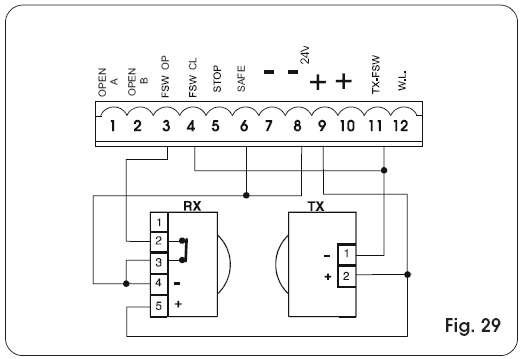 OPEN A
OPEN B
FSW OP
FSW CL
STOP
SAFE
- - 24v + +
TX-FSW
W.L.
1 2 3 4 5 6 7 8 9 10 11 12
RX
1
2
3
4 -
5 +
TX
- 1
+ 2
Fig. 29